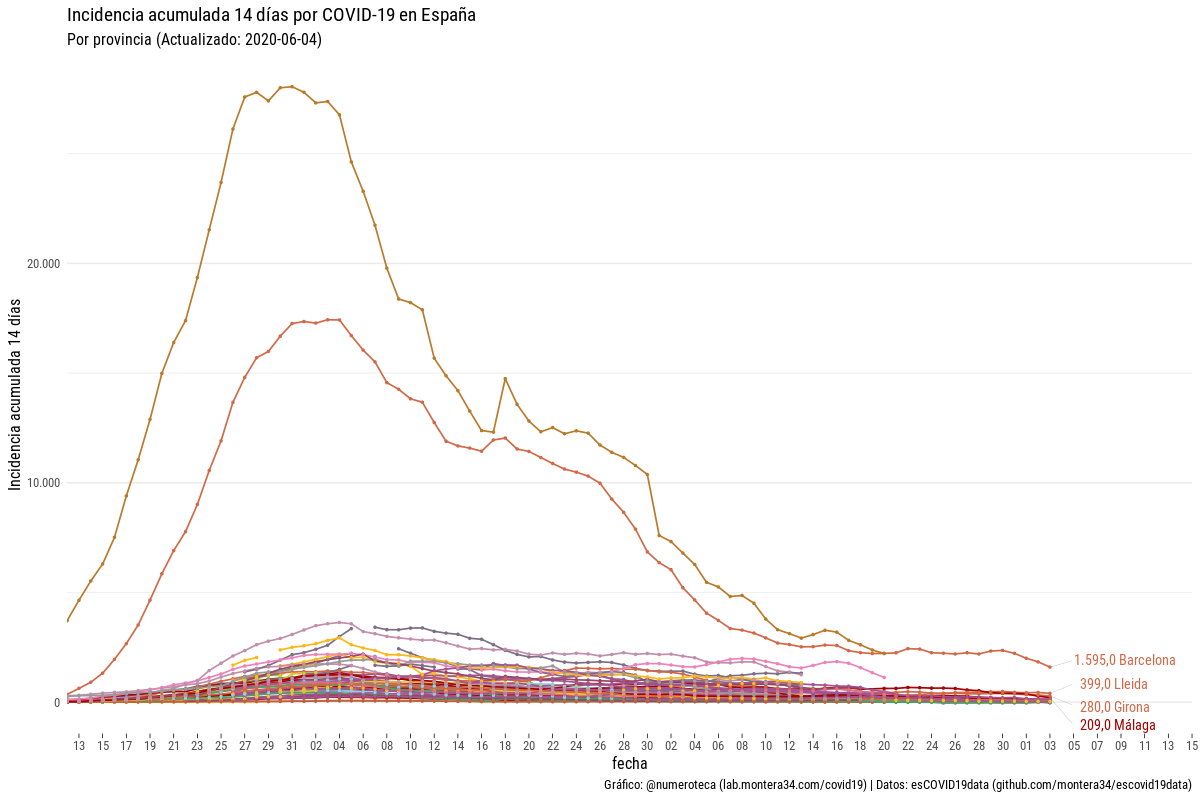 Incidencia acumulada 14 días por COVID-19 en España
Por provincia (Actualizado: 2020-06-04)
Incidencia acumulada 14 días
20.000
10.000
0
1.595,0 Barcelona
399,0 Lleida
280,0 Girona
209,0 Málaga
13 15 17 19 21 23 25 27 29 31 02 04 06 08 10 12 14 16 18 20 22 24 26 28 30 02 04 06 08 10 12 14 16 18 20 22 24 26 28 30 01 03 05 07 09 11 13 15
fecha
Gráfico: @numeroteca (lab.montera34.com/covid19) | Datos: esCOVID19data (github.com/montera34/escovid19data)